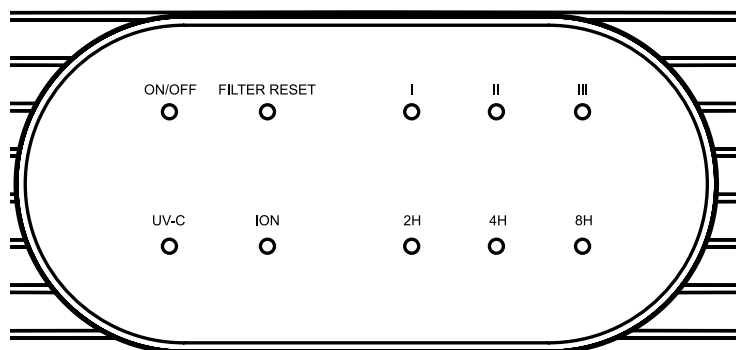 ON/OFF FILTER RESET I II III
UV-C ION 2H 4H 8H